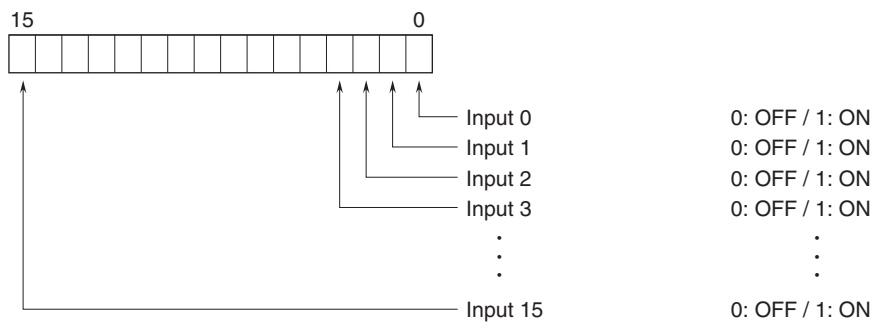 15 0
Input 0 0: OFF / 1: ON
Input 1 0: OFF / 1: ON
Input 2 0: OFF / 1: ON
Input 3 0: OFF / 1: ON
Input 15 0: OFF / 1: ON